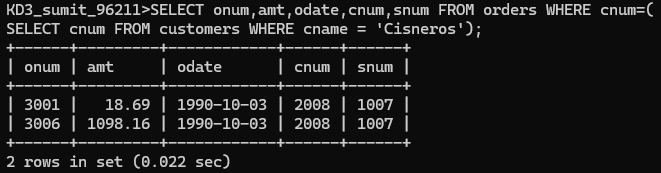 KD3_sumit_96211>SELECT onum,amt,odate,cnum,snum FROM orders WHERE cnum=(
SELECT cnum FROM customers WHERE cname = 'Cisneros');
+------+---------+------------+------+------+
| onum | amt     | odate      | cnum | snum |
+------+---------+------------+------+------+
| 3001 |   18.69 | 1990-10-03 | 2008 | 1007 |
| 3006 | 1098.16 | 1990-10-03 | 2008 | 1007 |
+------+---------+------------+------+------+
2 rows in set (0.022 sec)